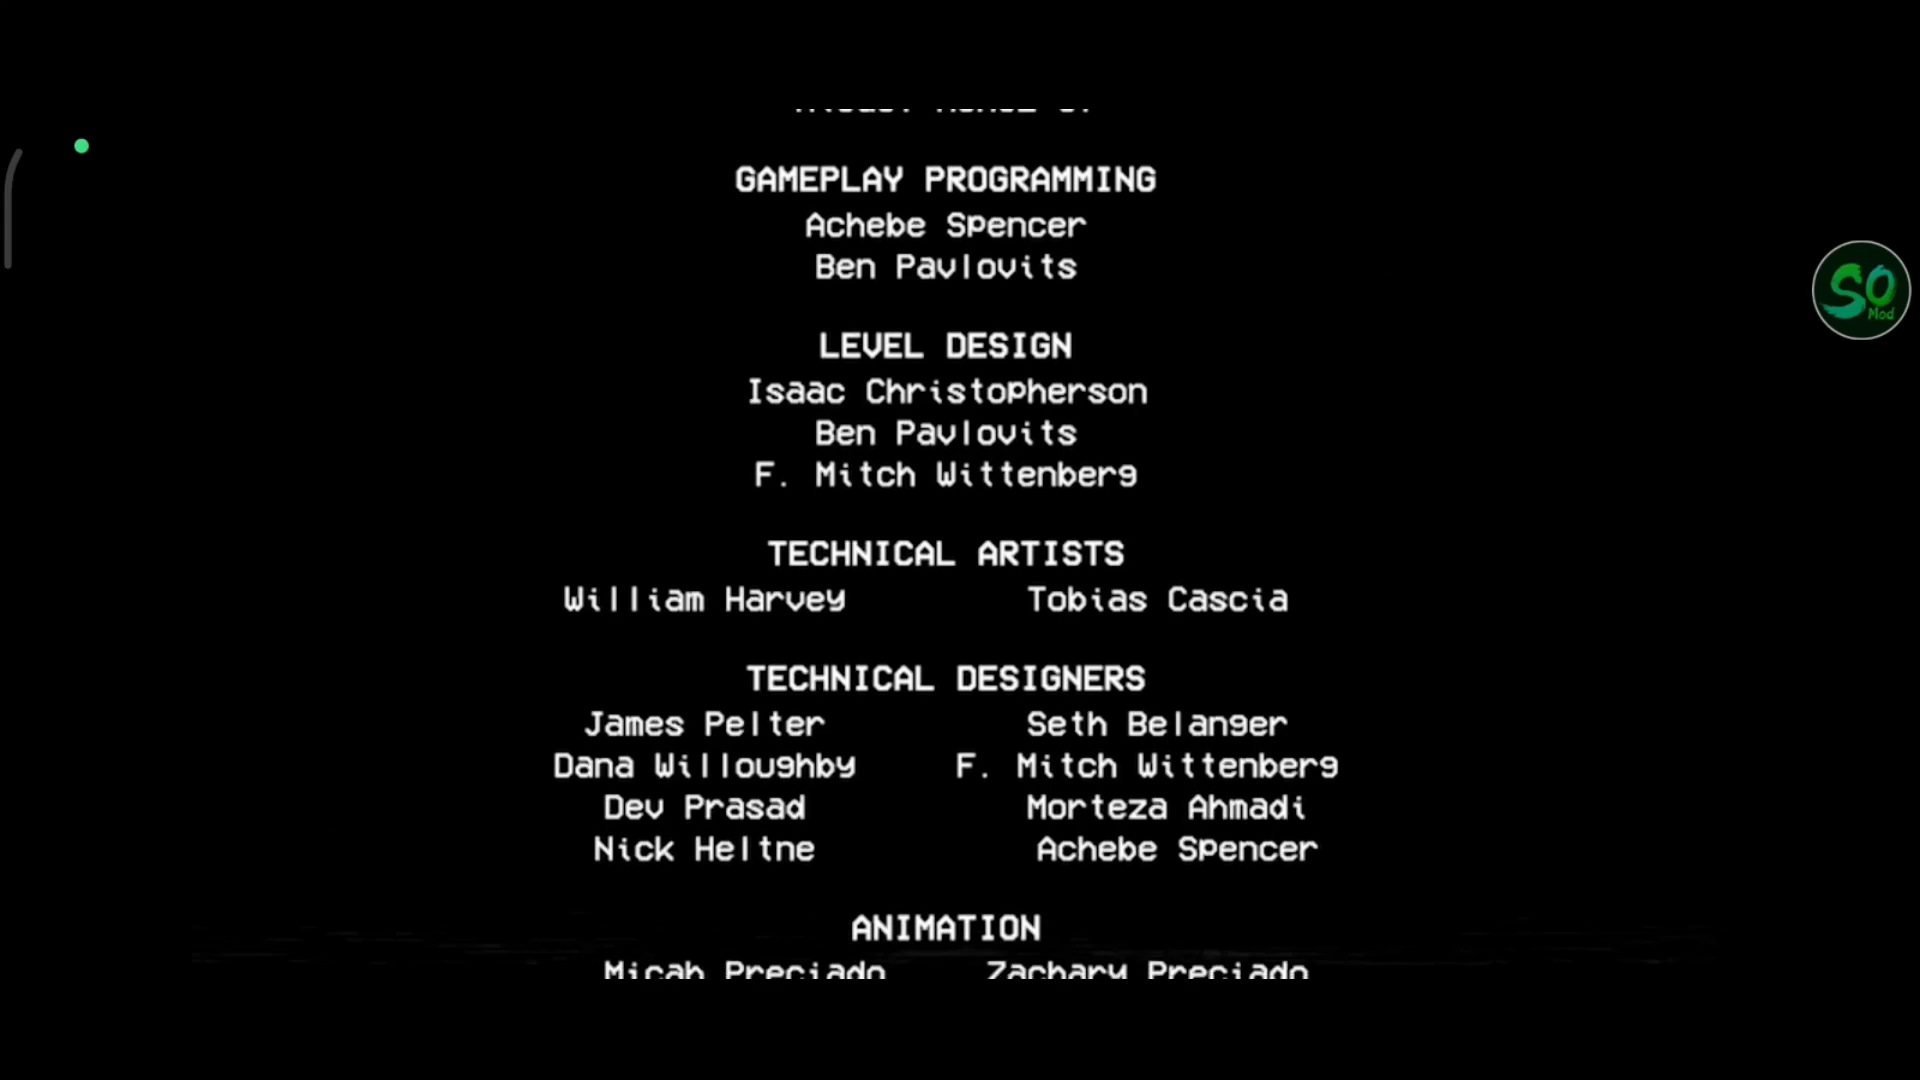 GAMEPLAY PROGRAMMING
Achebe Spencer
Ben Pavlovits
LEVEL DESIGN
Isaac Christopherson
Ben Pavlovits
F. Mitch Wittenberg
TECHNICAL ARTISTS
William Harvey Tobias Cascia
TECHNICAL DESIGNERS
James Pelter Seth Belanger
Dana Willoughby F. Mitch Wittenberg
Dev Prasad Morteza Ahmadi
Nick Heltne Achebe Spencer
ANIMATION
Micah Preciado Zachary Preciado
SO
Mod